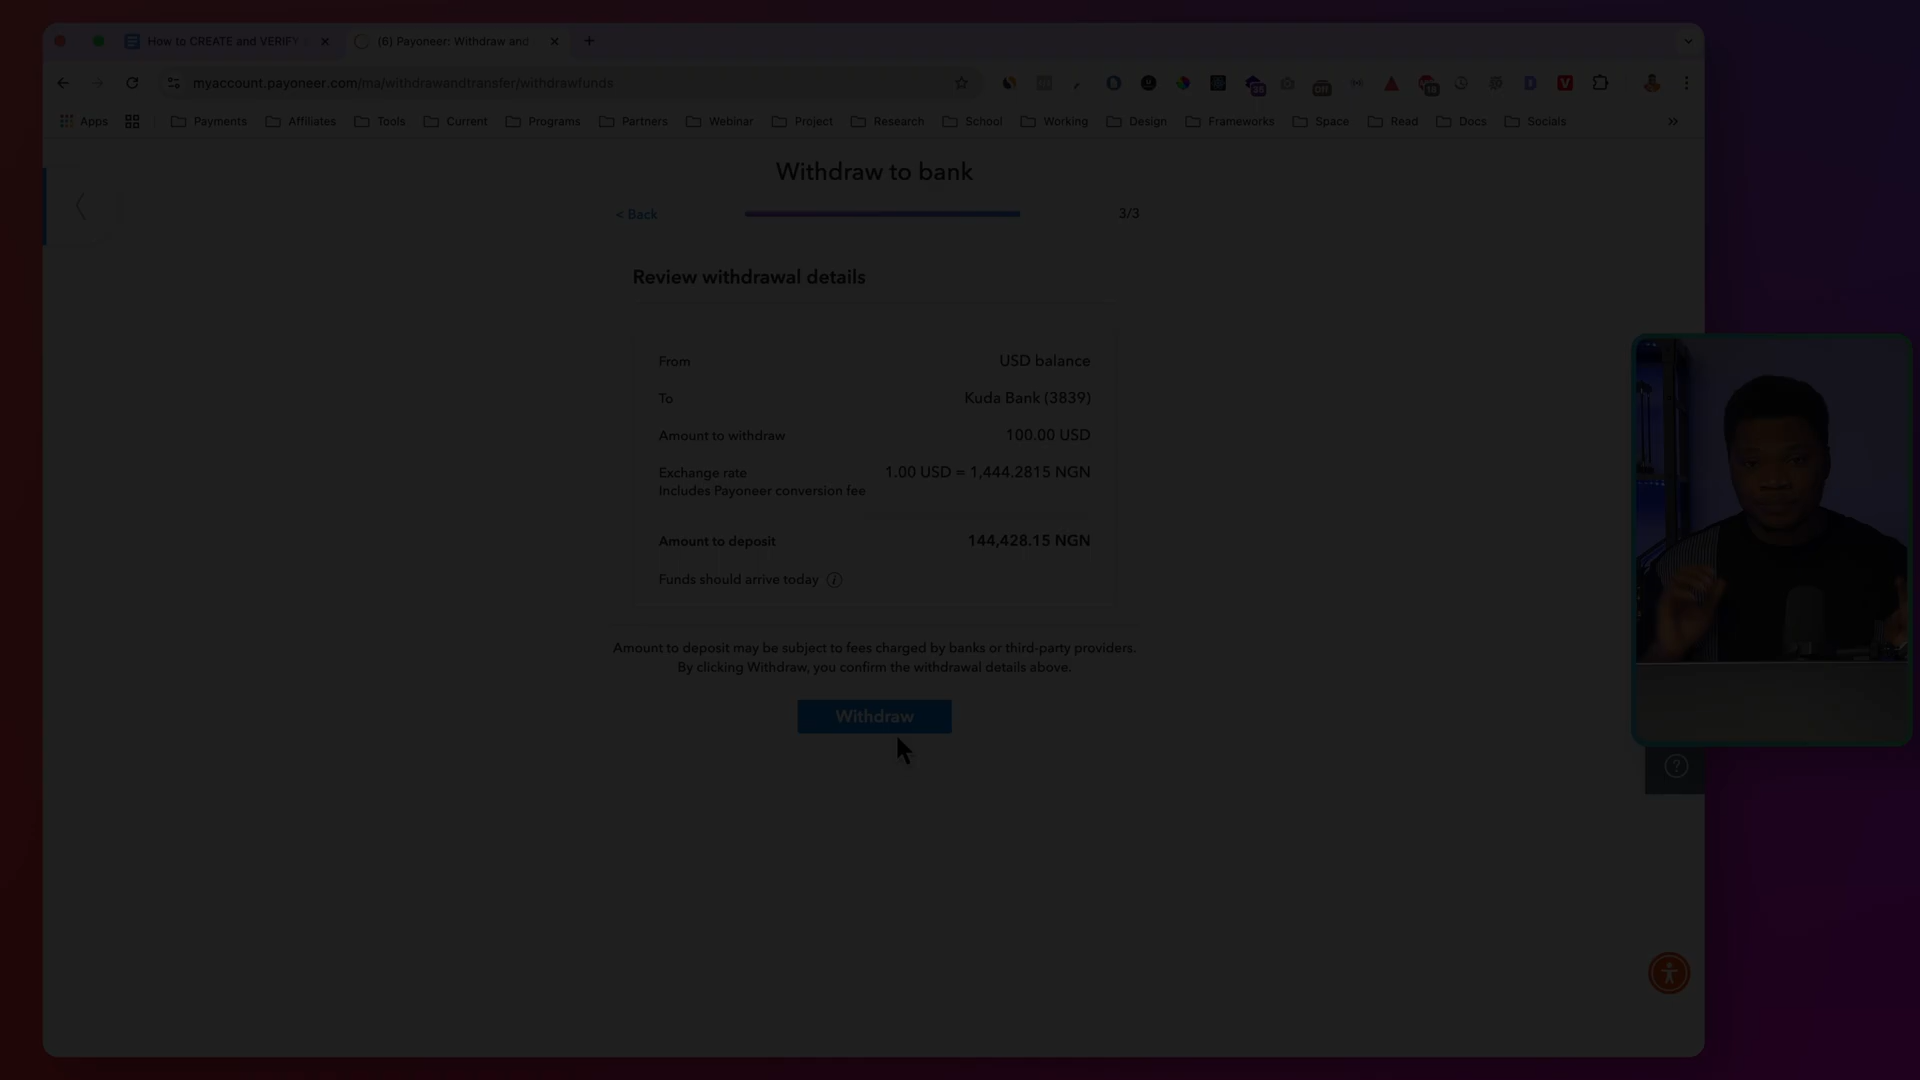 How to CREATE and VERIFY
(6) Payoneer: Withdraw and
myaccount.payoneer.com/ma/withdrawandtransfer/withdrawfunds
Apps
Payments
Affiliates
Tools
Current
Programs
Partners
Webinar
Project
Research
School
Working
Design
Frameworks
Space
Read
Docs
Socials
Withdraw to bank
< Back
3/3
Review withdrawal details
From USD balance
To Kuda Bank (3839)
Amount to withdraw 100.00 USD
Exchange rate 1.00 USD = 1,444.2815 NGN
Includes Payoneer conversion fee
Amount to deposit 144,428.15 NGN
Funds should arrive today
Amount to deposit may be subject to fees charged by banks or third-party providers.
By clicking Withdraw, you confirm the withdrawal details above.
Withdraw